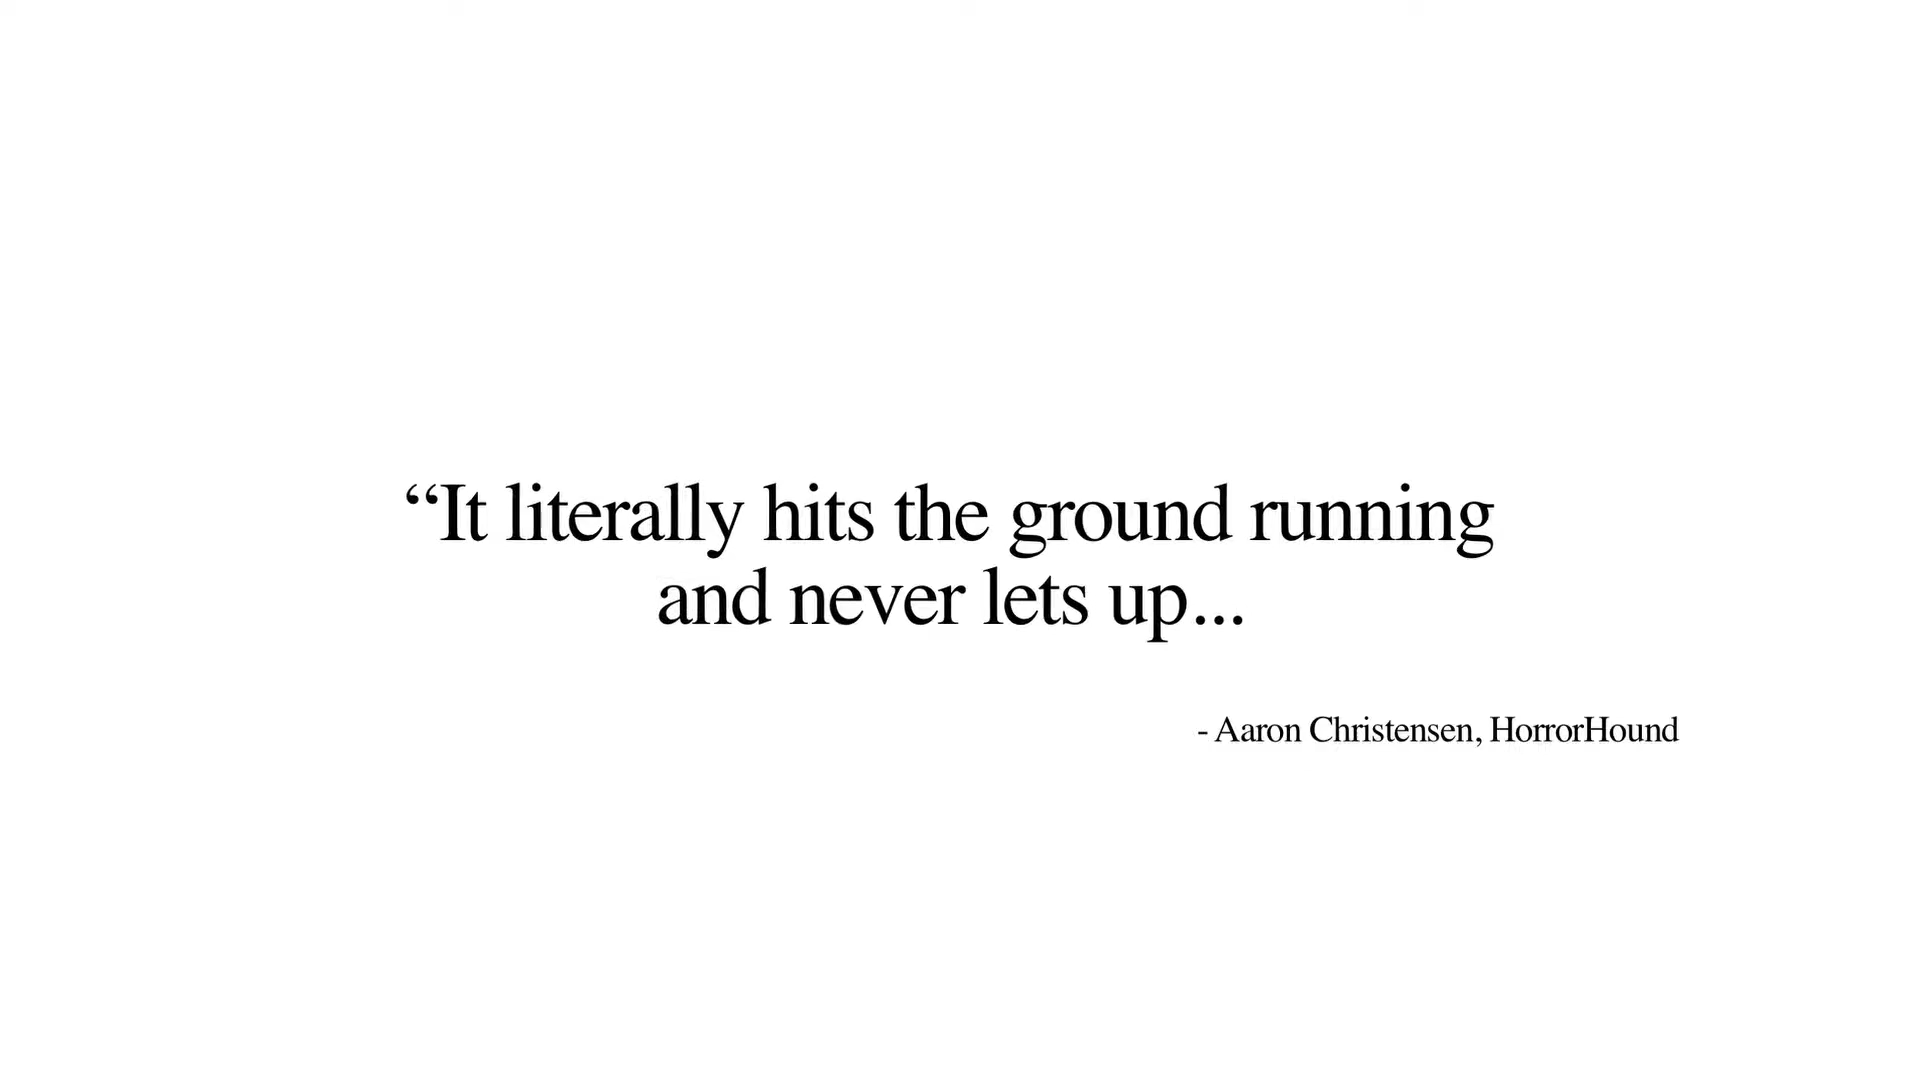 “It literally hits the ground running
and never lets up...
- Aaron Christensen, HorrorHound